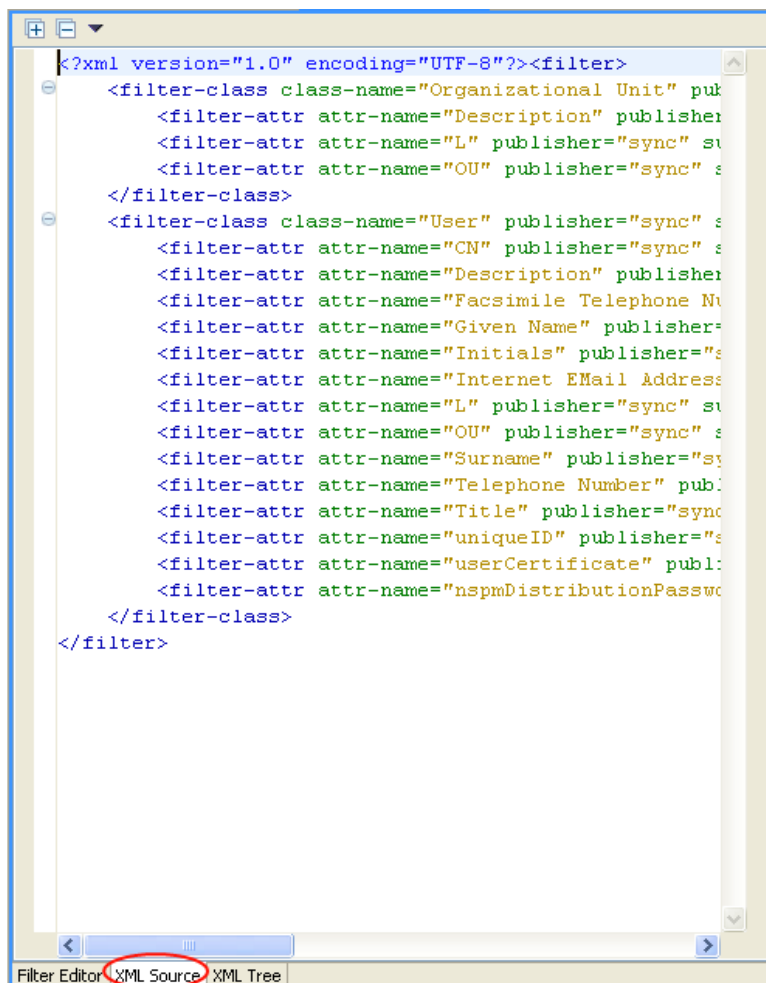 <?xml version="1.0" encoding="UTF-8"?><filter>
<filter-class class-name="Organizational Unit" pub
<filter-attr attr-name="Description" publisher
<filter-attr attr-name="L" publisher="sync" su
<filter-attr attr-name="OU" publisher="sync" s
</filter-class>
<filter-class class-name="User" publisher="sync" s
<filter-attr attr-name="CN" publisher="sync" s
<filter-attr attr-name="Description" publisher
<filter-attr attr-name="Facsimile Telephone Nu
<filter-attr attr-name="Given Name" publisher=
<filter-attr attr-name="Initials" publisher="s
<filter-attr attr-name="Internet EMail Address
<filter-attr attr-name="L" publisher="sync" su
<filter-attr attr-name="OU" publisher="sync" s
<filter-attr attr-name="Surname" publisher="sy
<filter-attr attr-name="Telephone Number" publ
<filter-attr attr-name="Title" publisher="sync
<filter-attr attr-name="uniqueID" publisher="s
<filter-attr attr-name="userCertificate" publi
<filter-attr attr-name="nspmDistributionPasswo
</filter-class>
</filter>
Filter Editor XML Source XML Tree